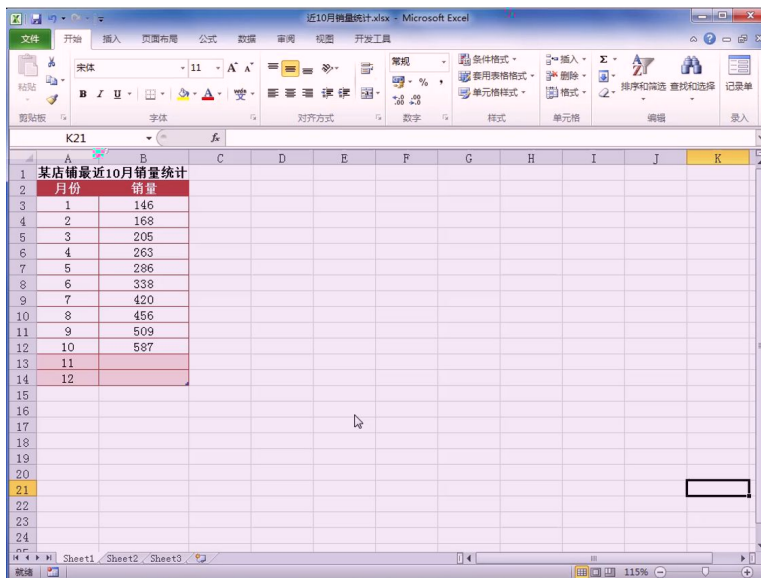 近10月销量统计.xlsx - Microsoft Excel
文件 开始 插入 页面布局 公式 数据 审阅 视图 开发工具
宋体 11 A A 常规 条件格式 插入 Σ
粘贴 B I U A 變 % , 套用表格格式 删除 排序和筛选 查找和选择 记录单
单元格样式 格式
剪贴板 字体 对齐方式 数字 样式 单元格 编辑 录入
K21 fx
A B C D E F G H I J K
1 某店铺最近10月销量统计
2 月份 销量
3 1 146
4 2 168
5 3 205
6 4 263
7 5 286
8 6 338
9 7 420
10 8 456
11 9 509
12 10 587
13 11
14 12
15
16
17
18
19
20
21
22
23
24
Sheet1 Sheet2 Sheet3
就绪 115%